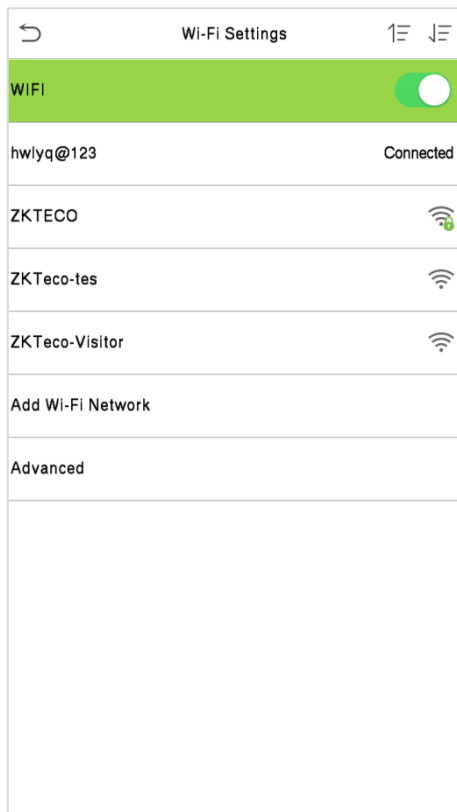 Wi-Fi Settings
WIFI
hwlyq@123 Connected
ZKTECO
ZKTeco-tes
ZKTeco-Visitor
Add Wi-Fi Network
Advanced